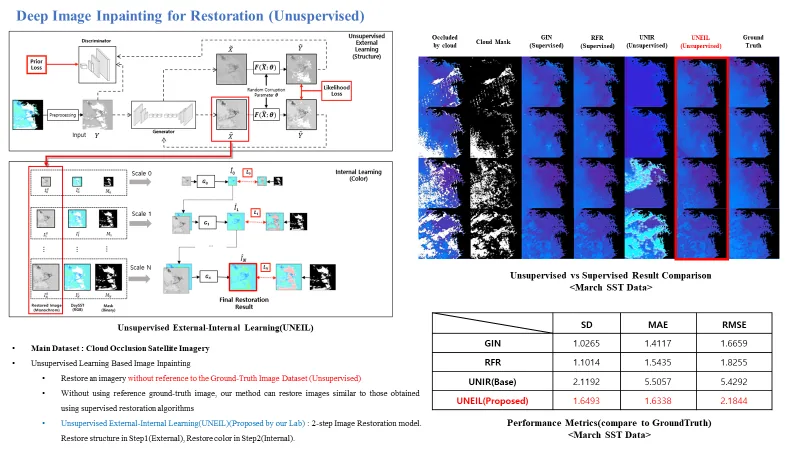 Deep Image Inpainting for Restoration (Unsupervised)
Unsupervised
External
Learning
(Structure)
Discriminator
Prior
Loss
Preprocessing
Input
Y
Generator
X̂
X̂
F(X̂; θ)
Random Corruption
Parameter θ
F(X̂; θ)
Ŷ
Ŷ
Likelihood
Loss
Internal Learning
(Color)
Scale 0
Scale 1
Scale N
G₀
G₁
Final Restoration
Result
Restored Image
(Monochrome)
DaySST
(RGB)
Mask
(Binary)
Unsupervised External-Internal Learning(UNEIL)
• Main Dataset : Cloud Occlusion Satellite Imagery
• Unsupervised Learning Based Image Inpainting
• Restore an imagery without reference to the Ground-Truth Image Dataset (Unsupervised)
• Without using reference ground-truth image, our method can restore images similar to those obtained
using supervised restoration algorithms
• Unsupervised External-Internal Learning(UNEIL)(Proposed by our Lab) : 2-step Image Restoration model.
Restore structure in Step1(External), Restore color in Step2(Internal).
Occluded
by cloud
Cloud Mask
GIN
(Supervised)
RFR
(Supervised)
UNIR
(Unsupervised)
UNEIL
(Unsupervised)
Ground
Truth
Unsupervised vs Supervised Result Comparison
<March SST Data>
SD MAE RMSE
GIN 1.0265 1.4117 1.6659
RFR 1.1014 1.5435 1.8255
UNIR(Base) 2.1192 5.5057 5.4292
UNEIL(Proposed) 1.6493 1.6338 2.1844
Performance Metrics(compare to GroundTruth)
<March SST Data>